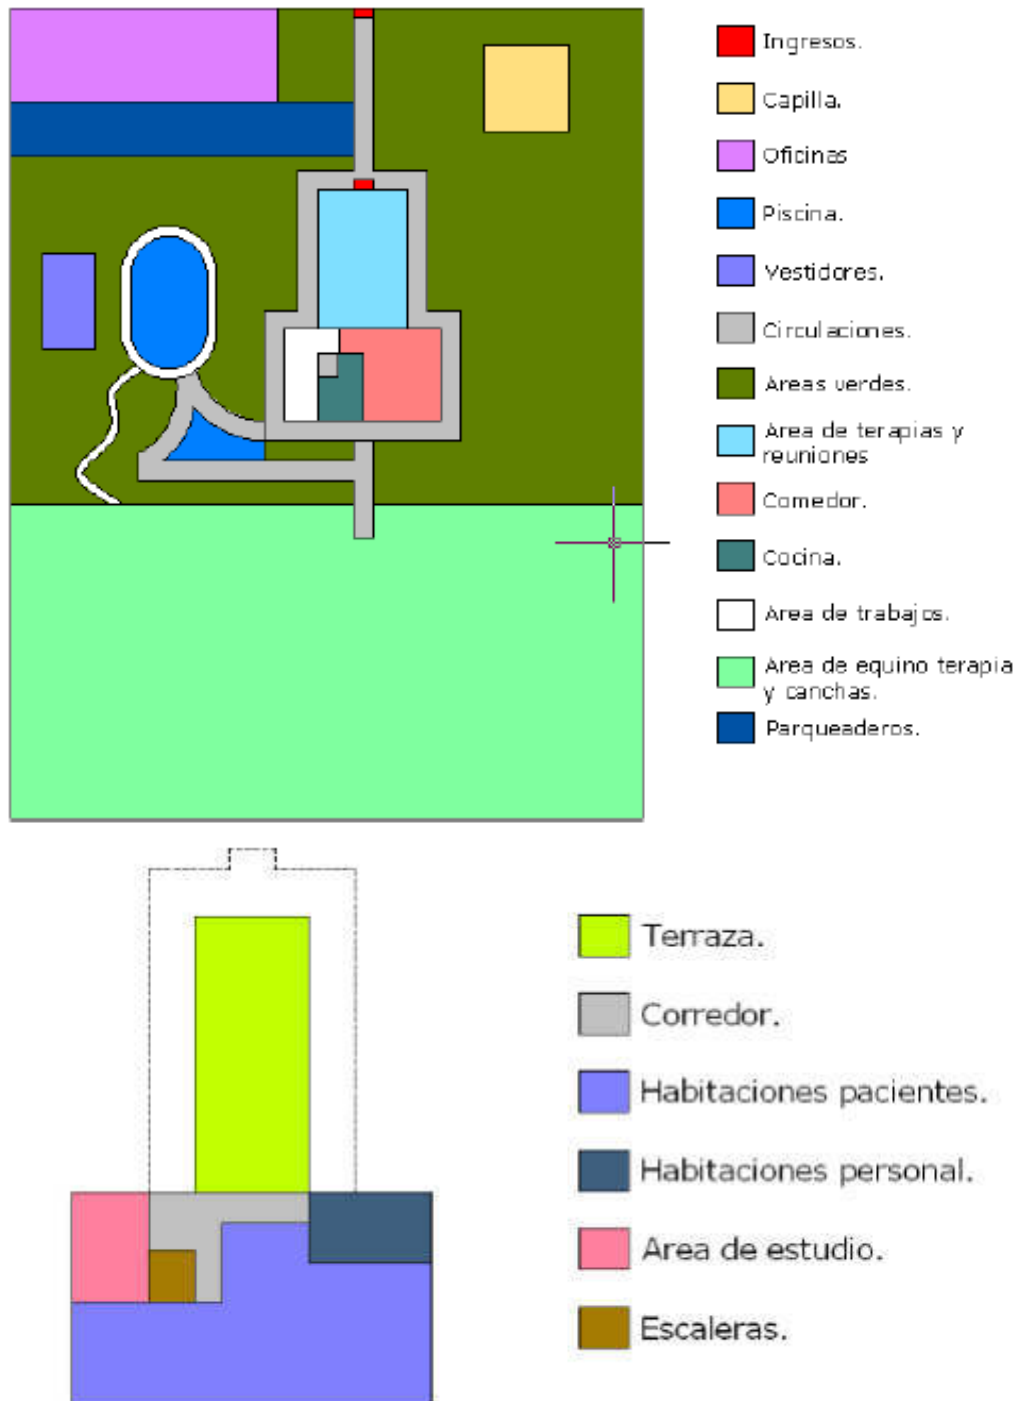 Ingresos.
Capilla.
Oficinas
Piscina.
Vestidores.
Circulaciones.
Areas verdes.
Area de terapias y
reuniones
Comedor.
Cocina.
Area de trabajos.
Area de equino terapia
y canchas.
Parqueaderos.
Terraza.
Corredor.
Habitaciones pacientes.
Habitaciones personal.
Area de estudio.
Escaleras.